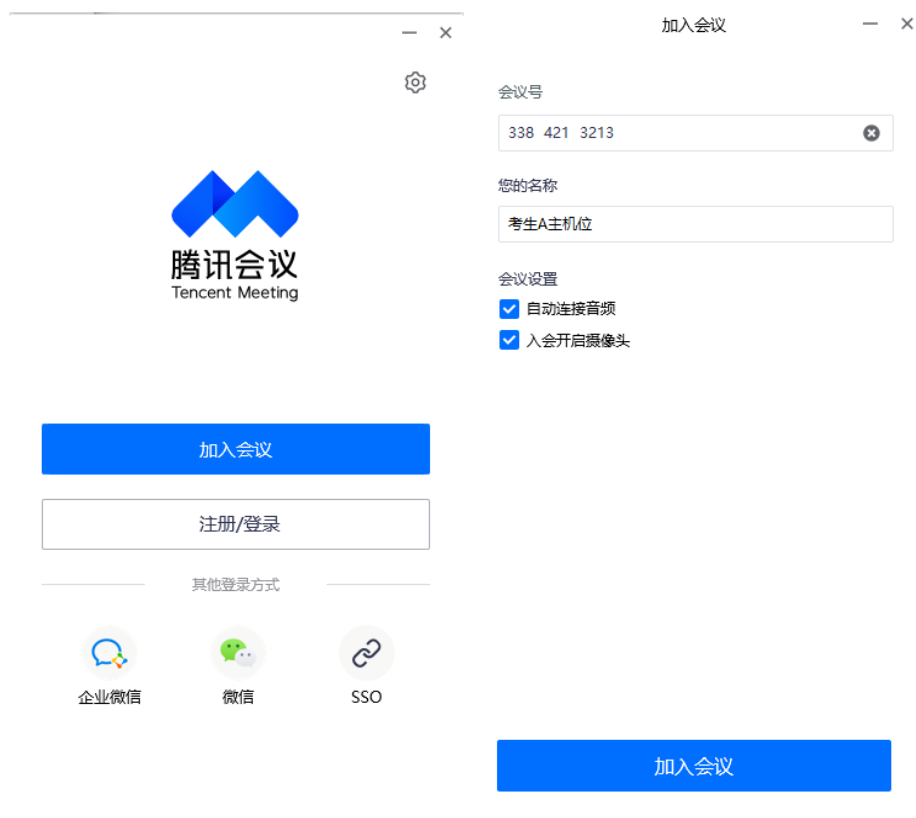 腾讯会议
Tencent Meeting
加入会议
注册/登录
其他登录方式
企业微信
微信
SSO
加入会议
会议号
338 421 3213
您的名称
考生A主机位
会议设置
自动连接音频
入会开启摄像头
加入会议